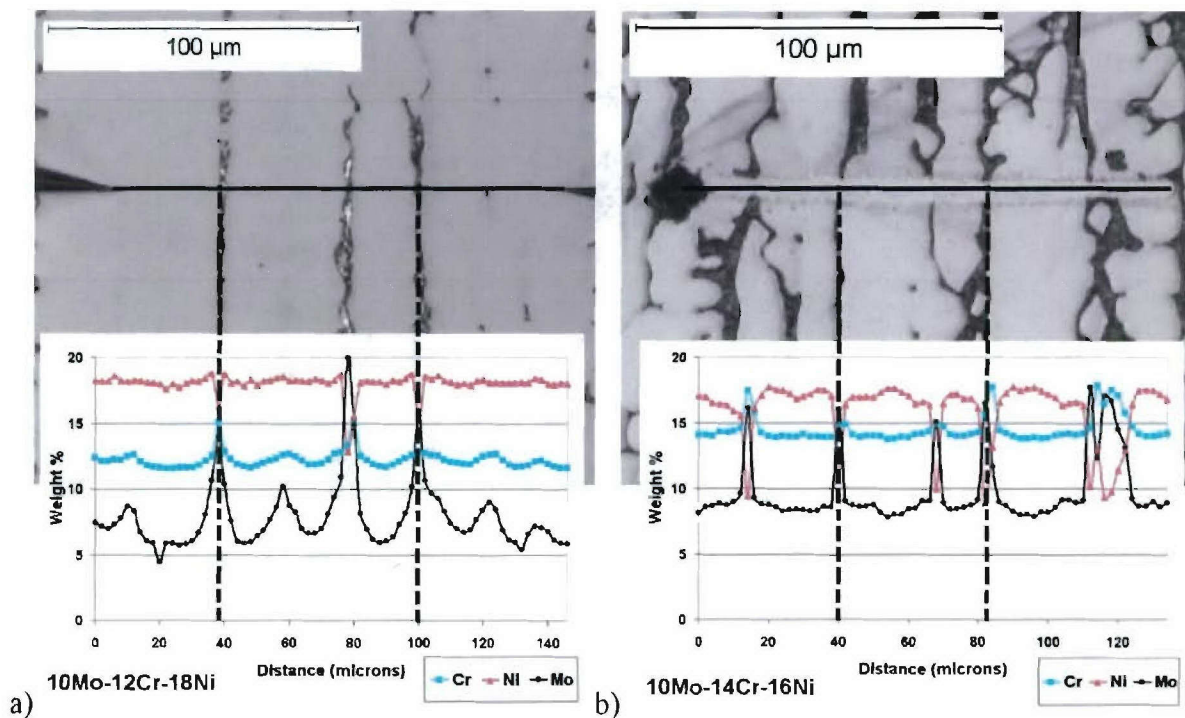 100 µm
100 µm
20
15
10
5
0
Weight %
0 20 40 60 80 100 120 140
Distance (microns)
10Mo-12Cr-18Ni
Cr Ni Mo
a)
20
15
10
5
0
Weight %
0 20 40 60 80 100 120
Distance (microns)
10Mo-14Cr-16Ni
Cr Ni Mo
b)